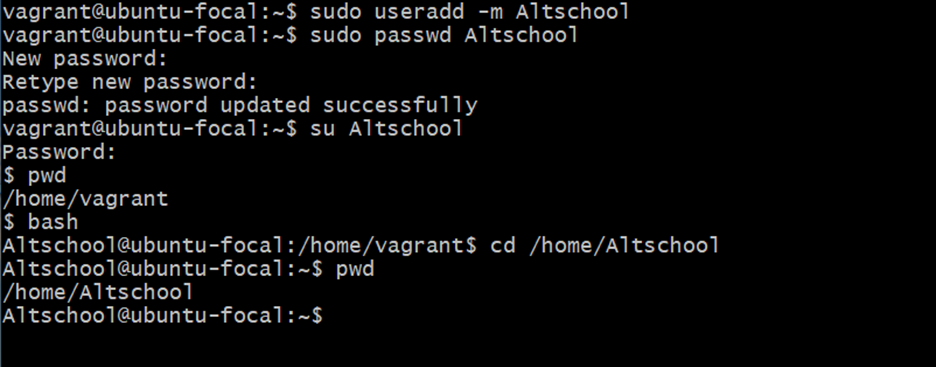 vagrant@ubuntu-focal:~$ sudo useradd -m Altschool
vagrant@ubuntu-focal:~$ sudo passwd Altschool
New password:
Retype new password:
passwd: password updated successfully
vagrant@ubuntu-focal:~$ su Altschool
Password:
$ pwd
/home/vagrant
$ bash
Altschool@ubuntu-focal:/home/vagrant$ cd /home/Altschool
Altschool@ubuntu-focal:~$ pwd
/home/Altschool
Altschool@ubuntu-focal:~$